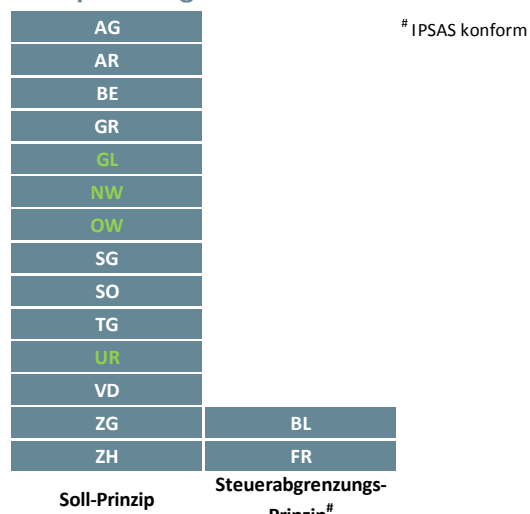 AG
# IPSAS konform
AR
BE
GR
GL
NW
OW
SG
SO
TG
UR
VD
ZG BL
ZH FR
Soll-Prinzip
Steuerabgrenzungs-
Prinzip#